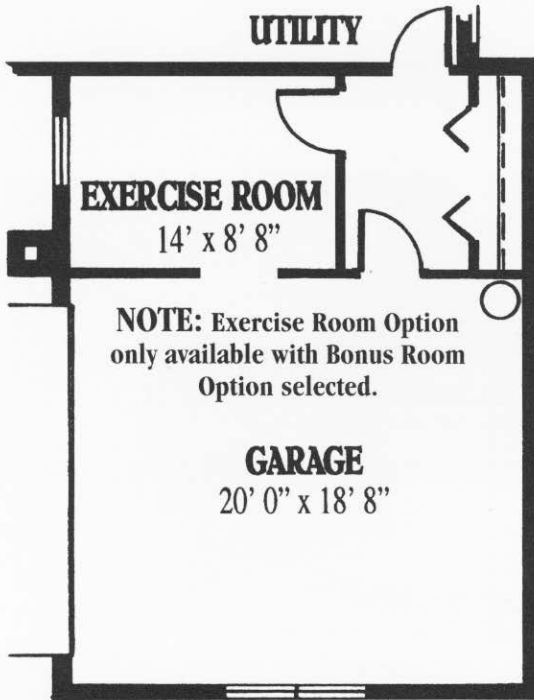 UTILITY
EXERCISE ROOM
14’ x 8’ 8”
NOTE: Exercise Room Option
only available with Bonus Room
Option selected.
GARAGE
20’ 0” x 18’ 8”